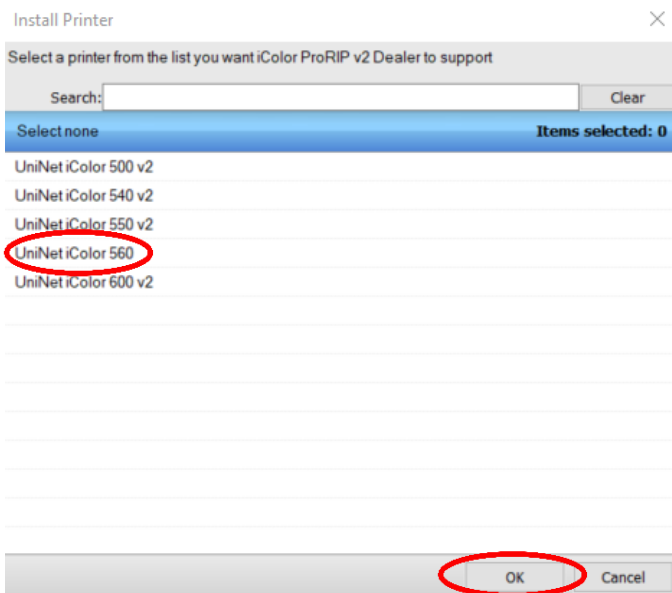 Install Printer
Select a printer from the list you want iColor ProRIP v2 Dealer to support
Search: Clear
Select none Items selected: 0
UniNet iColor 500 v2
UniNet iColor 540 v2
UniNet iColor 550 v2
UniNet iColor 560
UniNet iColor 600 v2
OK Cancel